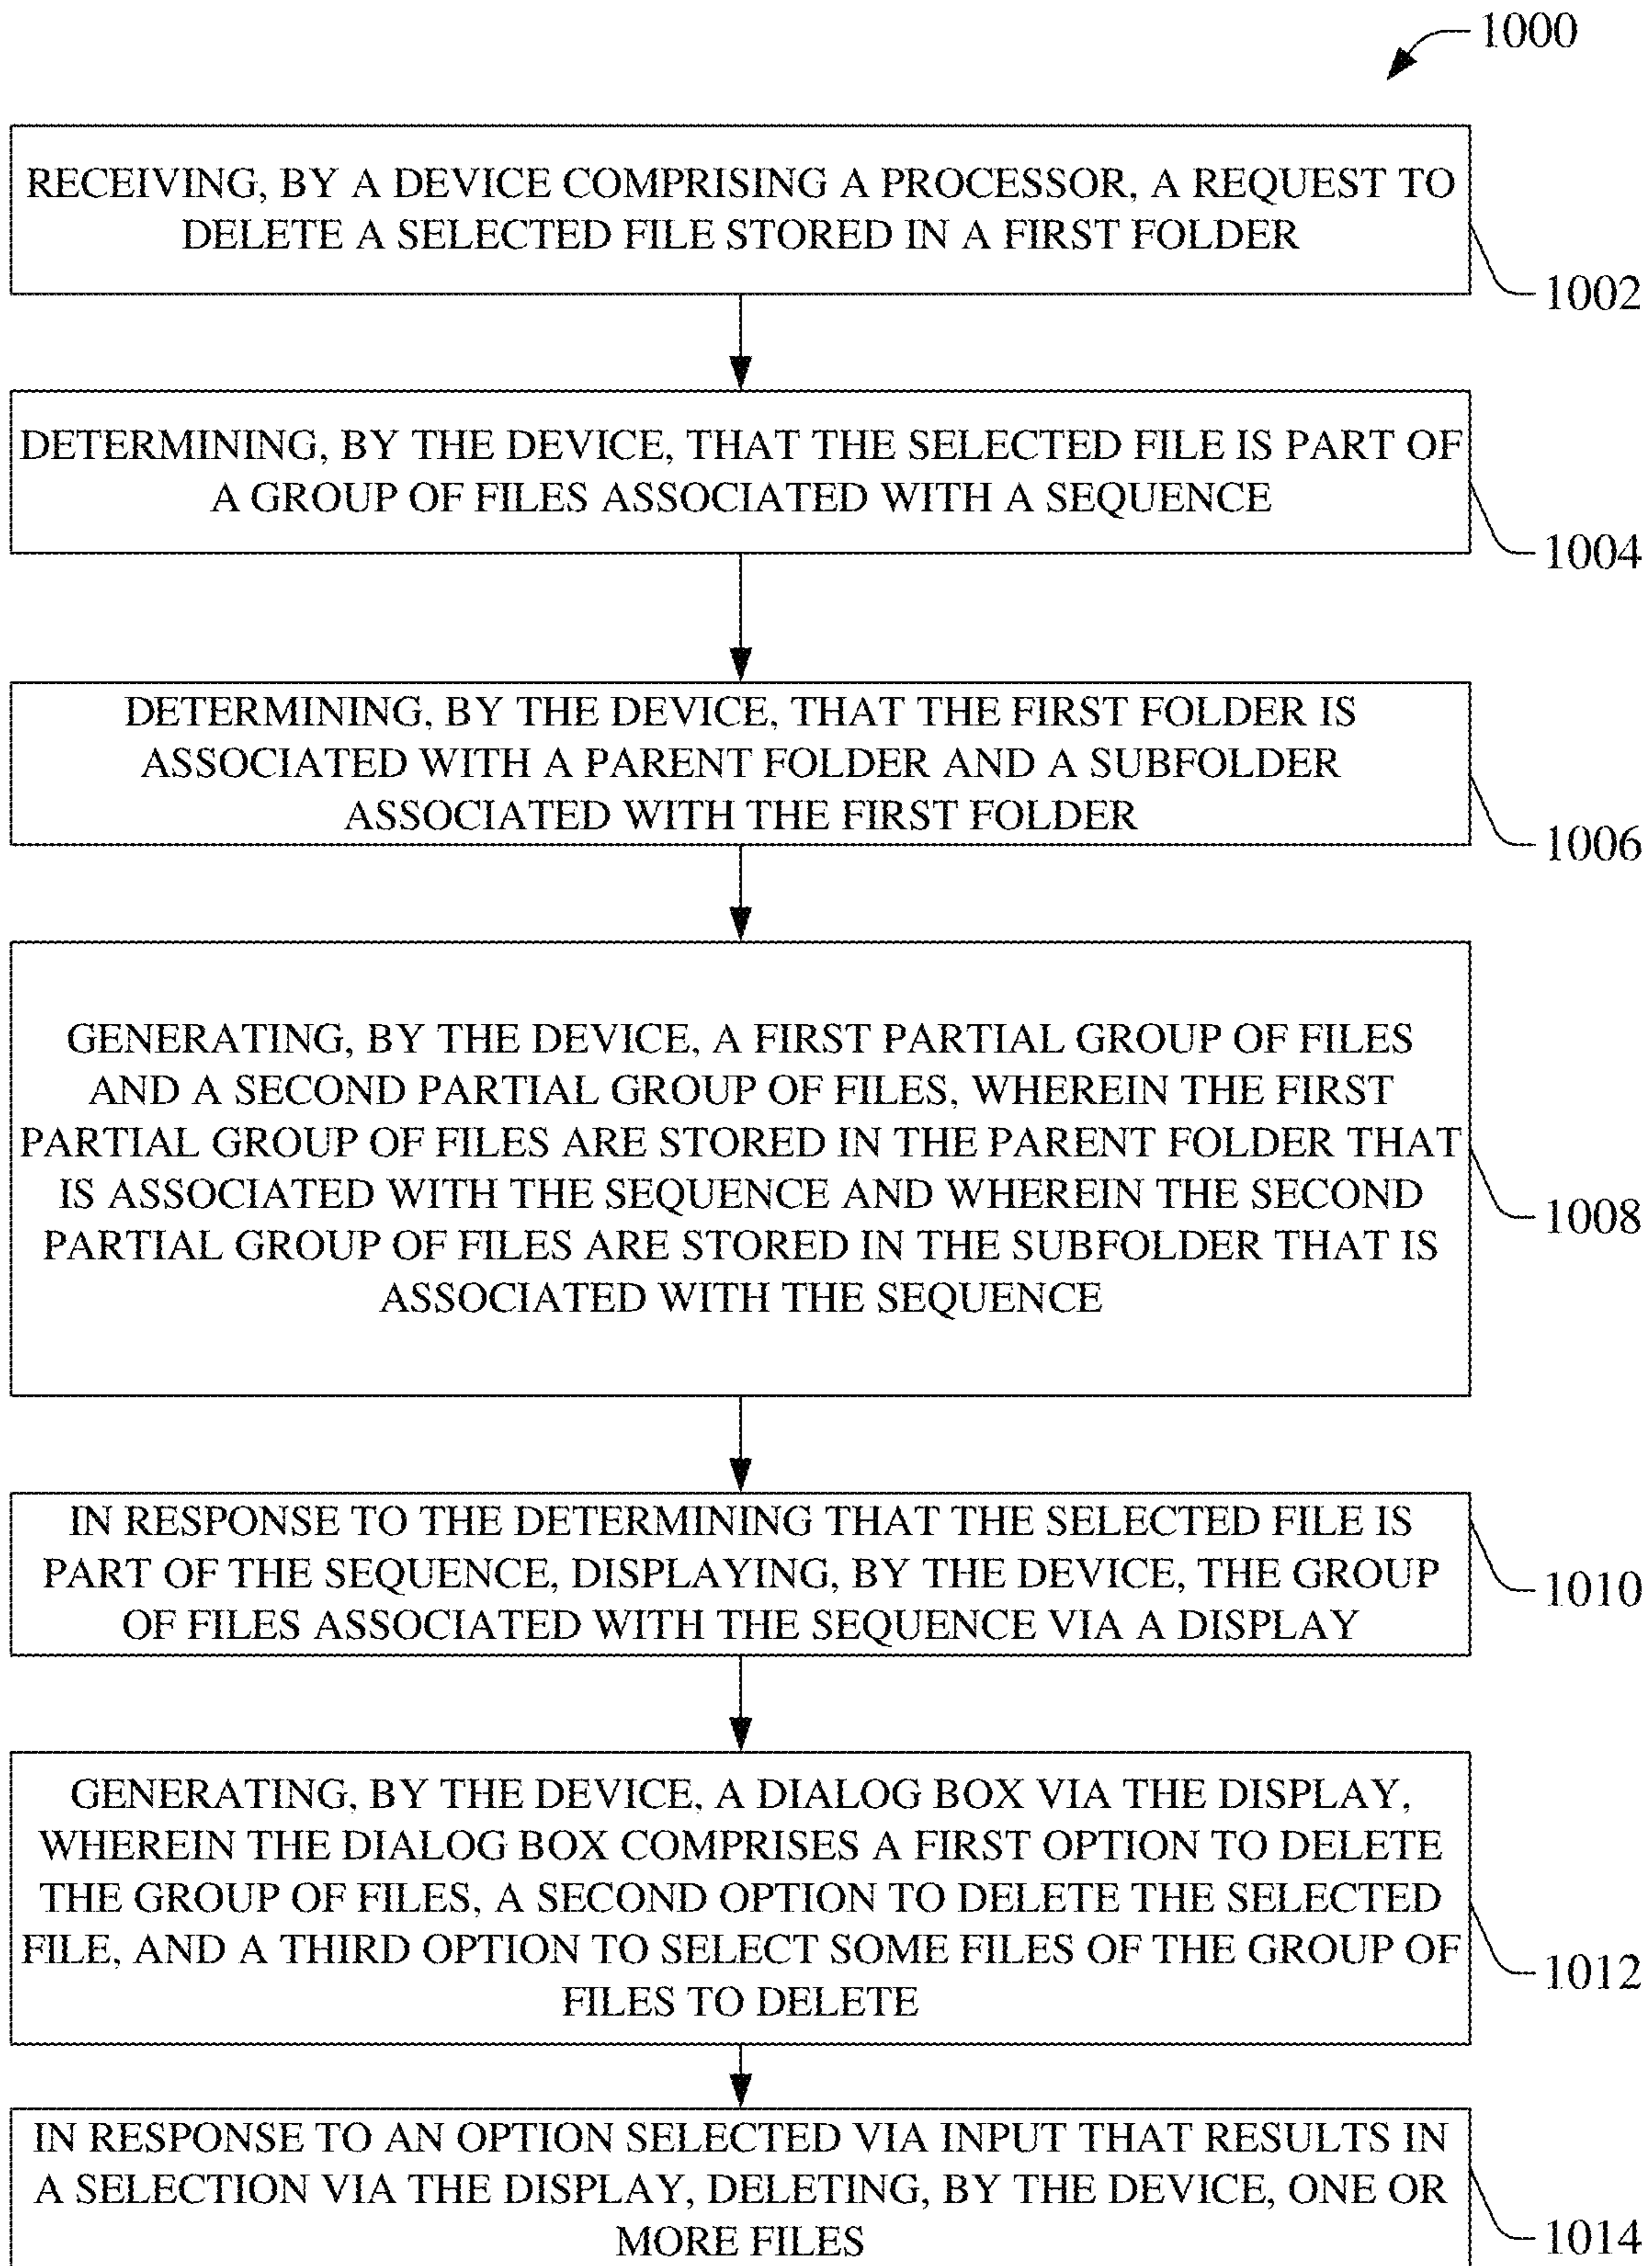 1000
RECEIVING, BY A DEVICE COMPRISING A PROCESSOR, A REQUEST TO
DELETE A SELECTED FILE STORED IN A FIRST FOLDER
1002
DETERMINING, BY THE DEVICE, THAT THE SELECTED FILE IS PART OF
A GROUP OF FILES ASSOCIATED WITH A SEQUENCE
1004
DETERMINING, BY THE DEVICE, THAT THE FIRST FOLDER IS
ASSOCIATED WITH A PARENT FOLDER AND A SUBFOLDER
ASSOCIATED WITH THE FIRST FOLDER
1006
GENERATING, BY THE DEVICE, A FIRST PARTIAL GROUP OF FILES
AND A SECOND PARTIAL GROUP OF FILES, WHEREIN THE FIRST
PARTIAL GROUP OF FILES ARE STORED IN THE PARENT FOLDER THAT
IS ASSOCIATED WITH THE SEQUENCE AND WHEREIN THE SECOND
PARTIAL GROUP OF FILES ARE STORED IN THE SUBFOLDER THAT IS
ASSOCIATED WITH THE SEQUENCE
1008
IN RESPONSE TO THE DETERMINING THAT THE SELECTED FILE IS
PART OF THE SEQUENCE, DISPLAYING, BY THE DEVICE, THE GROUP
OF FILES ASSOCIATED WITH THE SEQUENCE VIA A DISPLAY
1010
GENERATING, BY THE DEVICE, A DIALOG BOX VIA THE DISPLAY,
WHEREIN THE DIALOG BOX COMPRISES A FIRST OPTION TO DELETE
THE GROUP OF FILES, A SECOND OPTION TO DELETE THE SELECTED
FILE, AND A THIRD OPTION TO SELECT SOME FILES OF THE GROUP OF
FILES TO DELETE
1012
IN RESPONSE TO AN OPTION SELECTED VIA INPUT THAT RESULTS IN
A SELECTION VIA THE DISPLAY, DELETING, BY THE DEVICE, ONE OR
MORE FILES
1014